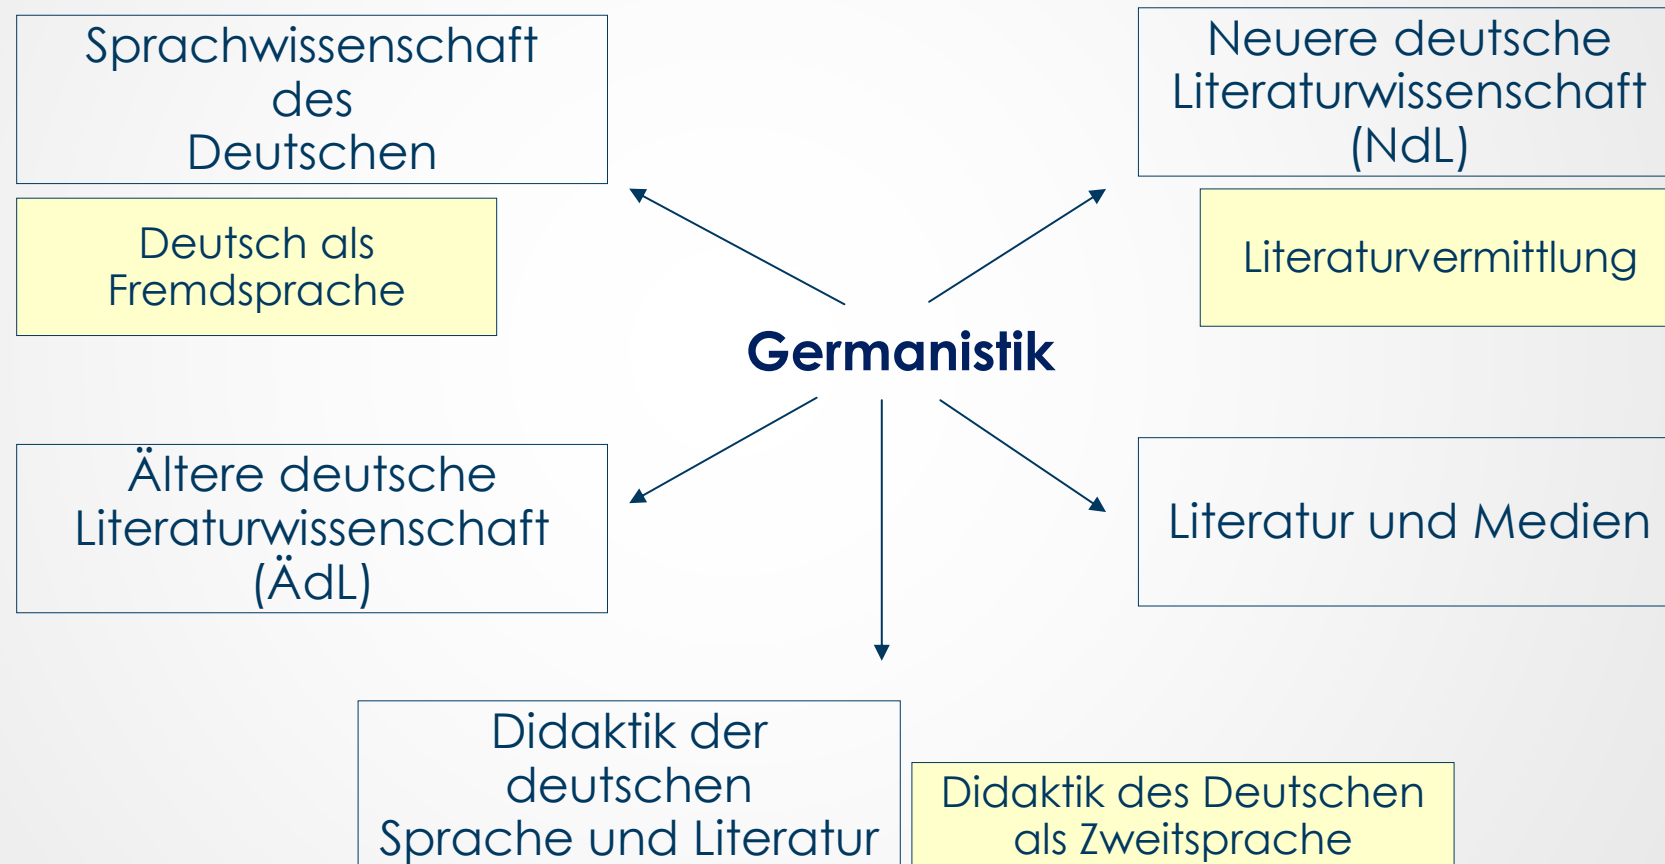 Sprachwissenschaft
des
Deutschen
Deutsch als
Fremdsprache
Neuere deutsche
Literaturwissenschaft
(NdL)
Literaturvermittlung
Germanistik
Ältere deutsche
Literaturwissenschaft
(ÄdL)
Literatur und Medien
Didaktik der
deutschen
Sprache und Literatur
Didaktik des Deutschen
als Zweitsprache